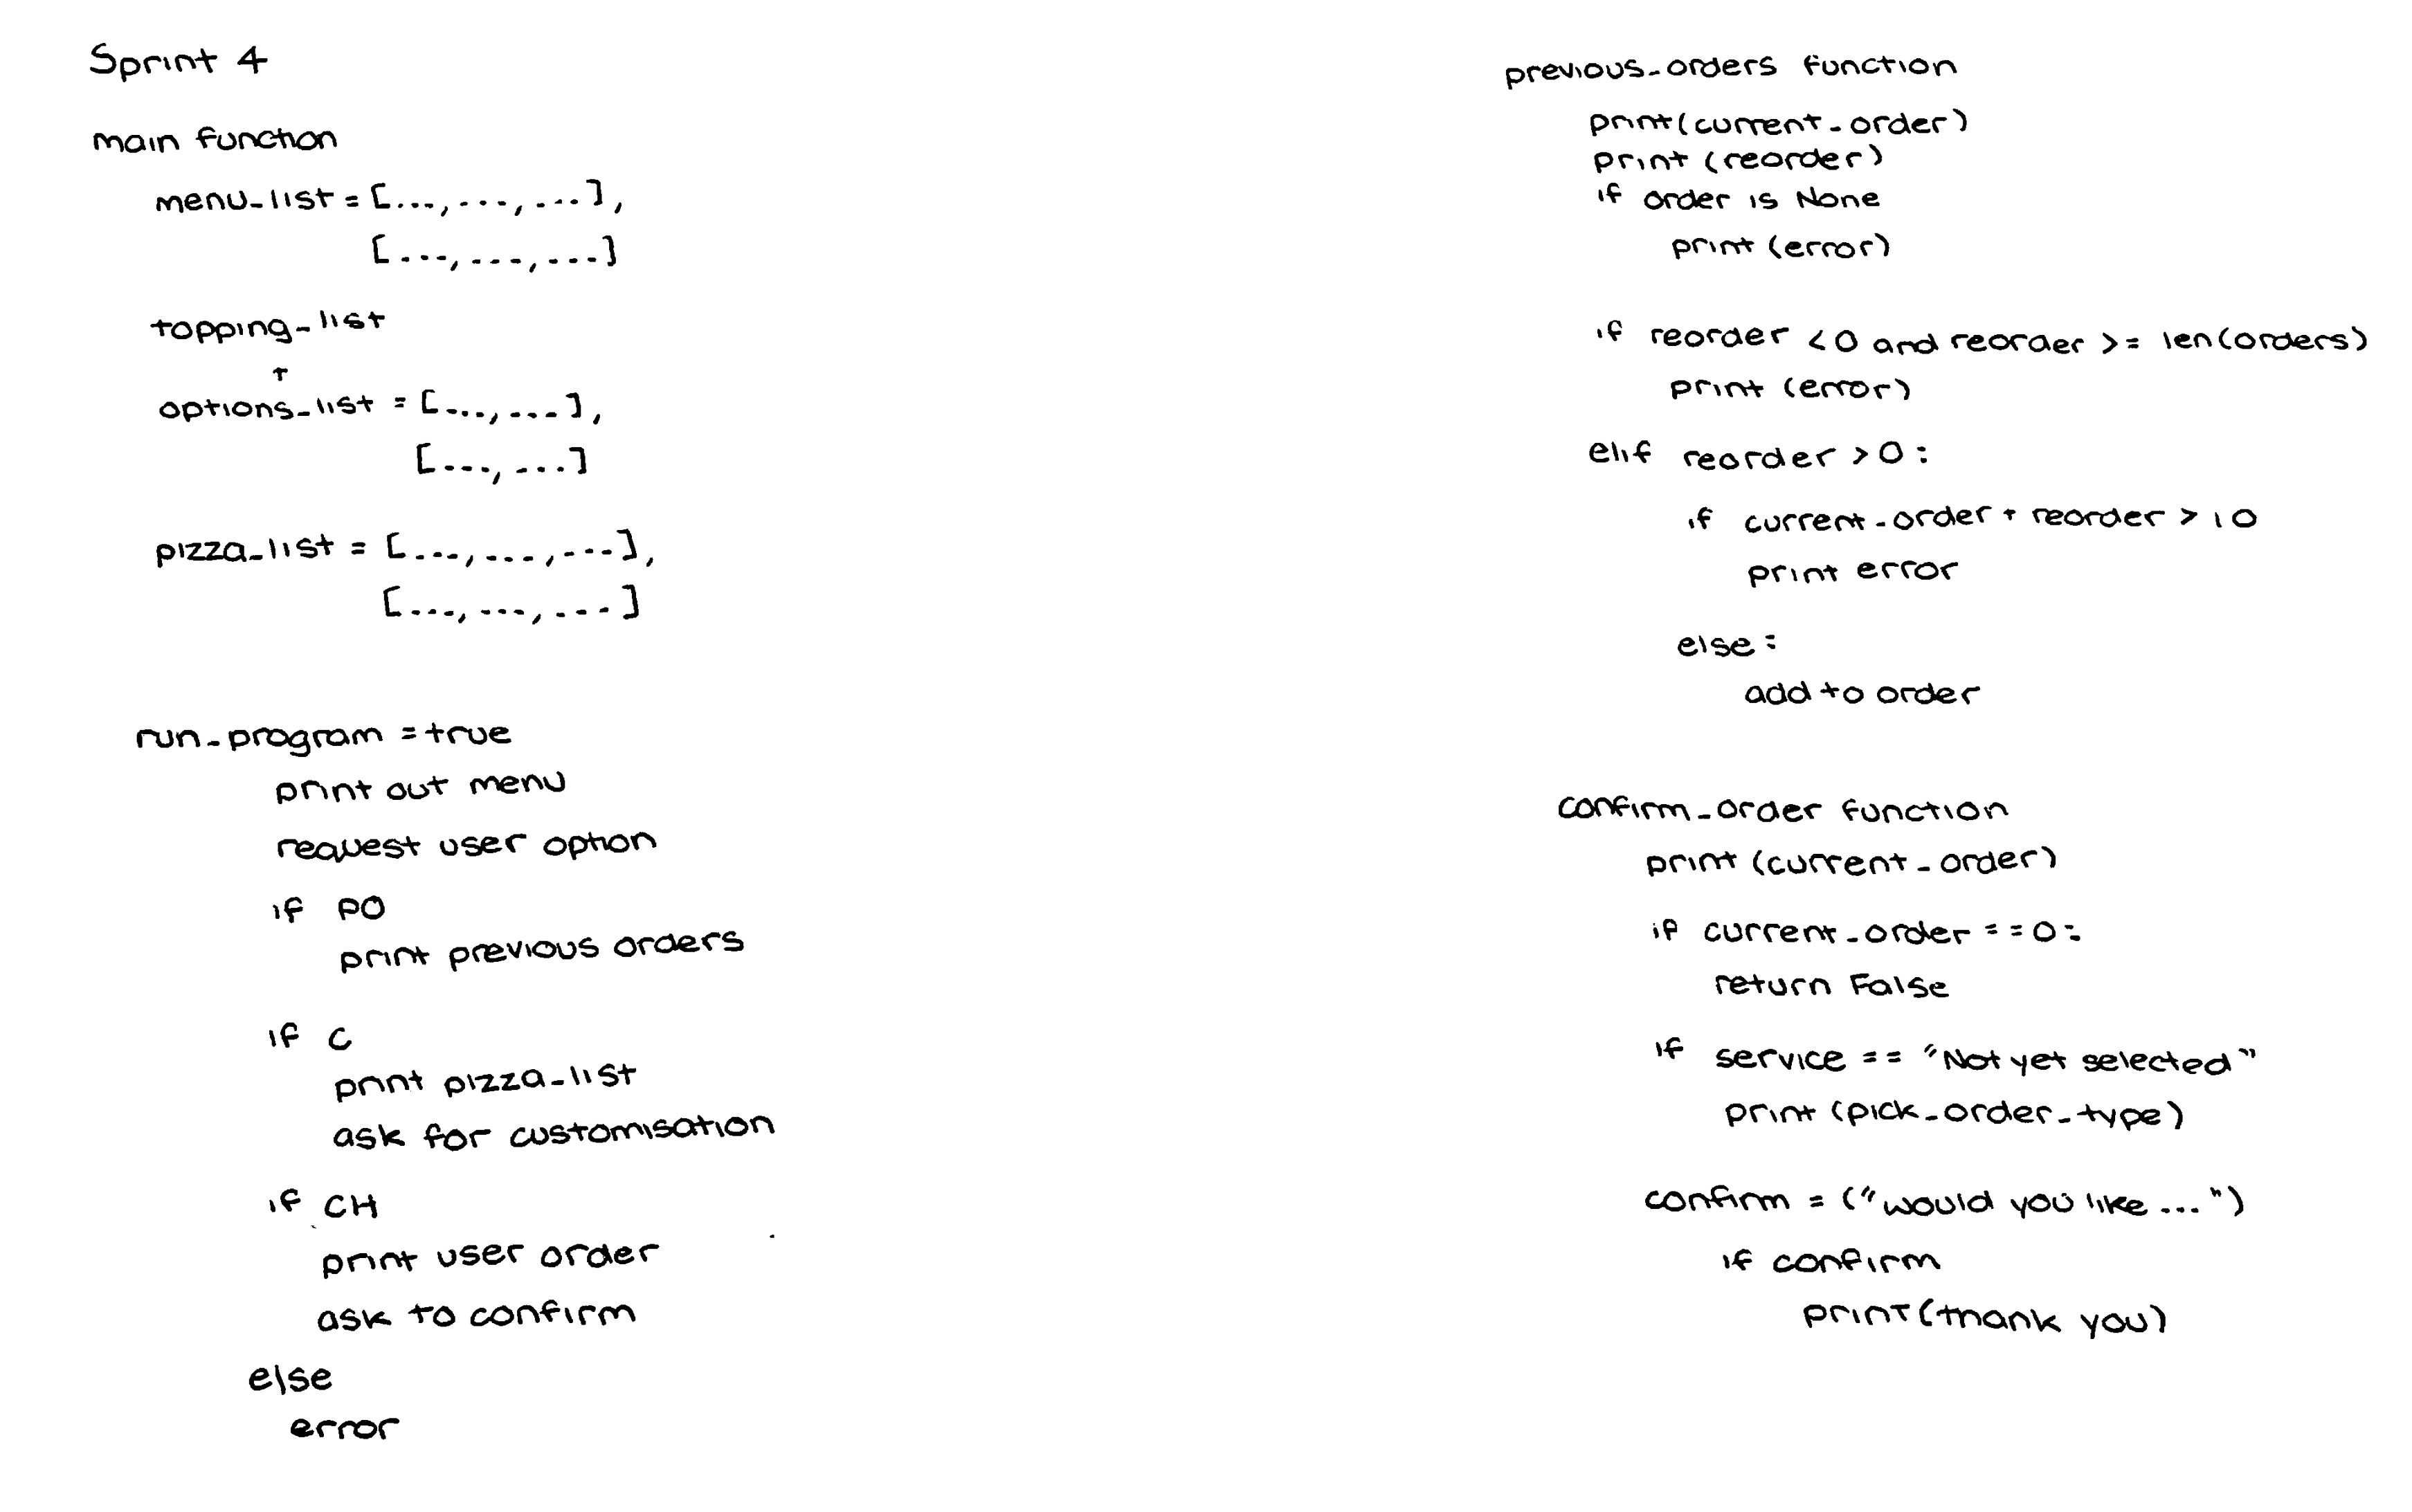 Sprint 4
main function
menu_list = [...,...,...],
[...,...,...]
topping_list
+
options_list = [...,...],
[...,...]
pizza_list = [...,...,...],
[...,...,...]
run_program = true
print out menu
request user option
if PO
print previous orders
if C
print pizza_list
ask for customisation
if CH
print user order
ask to confirm
else
error
previous_orders function
print(current_order)
print (reorder)
if order is None
print (error)
if reorder <0 and reorder >= len(orders)
print (error)
elif reorder >0:
if current_order + reorder > 10
print error
else:
add to order
confirm_order function
print (current_order)
if current_order ==0:
return False
if service == "Not yet selected"
print (pick_order_type)
confirm = ("would you like ...")
if confirm
print(thank you)